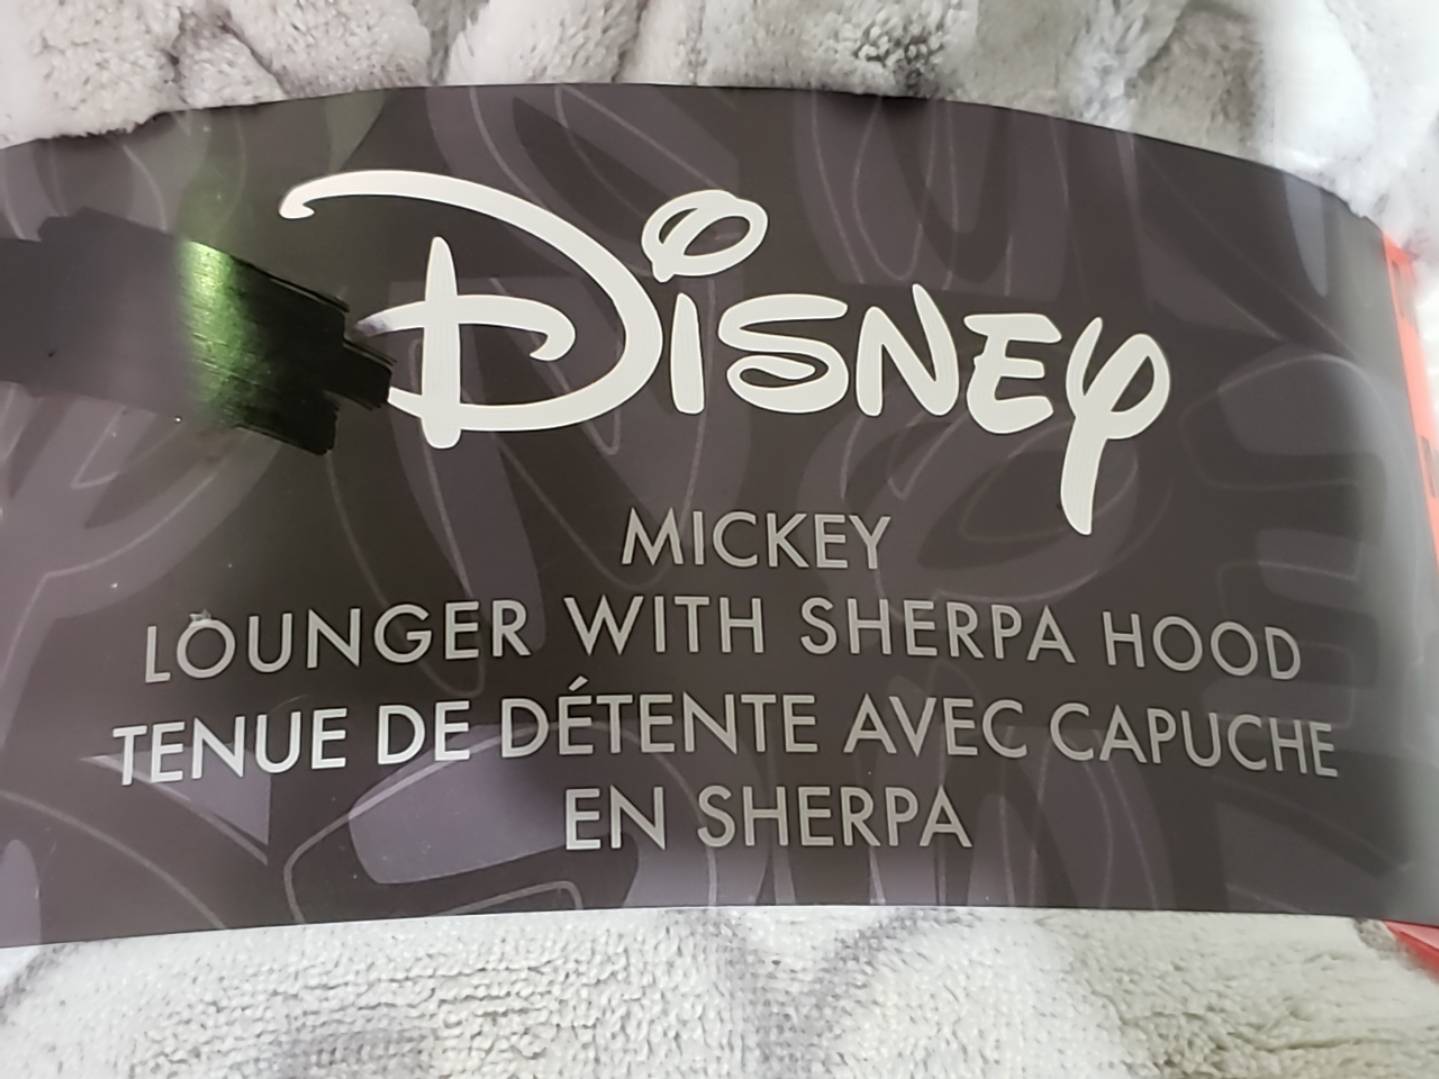 Disney
MICKEY
LOUNGER WITH SHERPA HOOD
TENUE DE DÉTENTE AVEC CAPUCHE
EN SHERPA